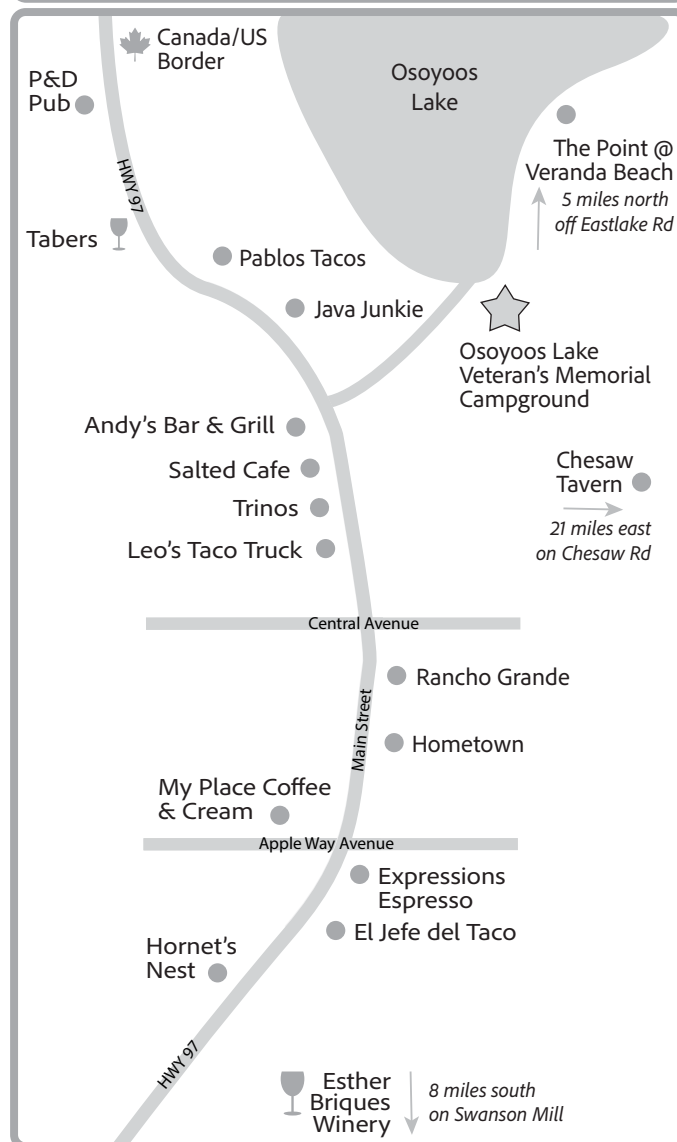 Canada/US
Border
Osoyoos
Lake
P&D
Pub
The Point @
Veranda Beach
5 miles north
off Eastlake Rd
HWY 97
Tabers
Pablos Tacos
Java Junkie
Osoyoos Lake
Veteran's Memorial
Campground
Andy's Bar & Grill
Salted Cafe
Trinos
Leo's Taco Truck
Chesaw
Tavern
21 miles east
on Chesaw Rd
Central Avenue
Rancho Grande
Main Street
Hometown
My Place Coffee
& Cream
Apple Way Avenue
Expressions
Espresso
El Jefe del Taco
Hornet's
Nest
HWY 97
Esther
Briques
Winery
8 miles south
on Swanson Mill